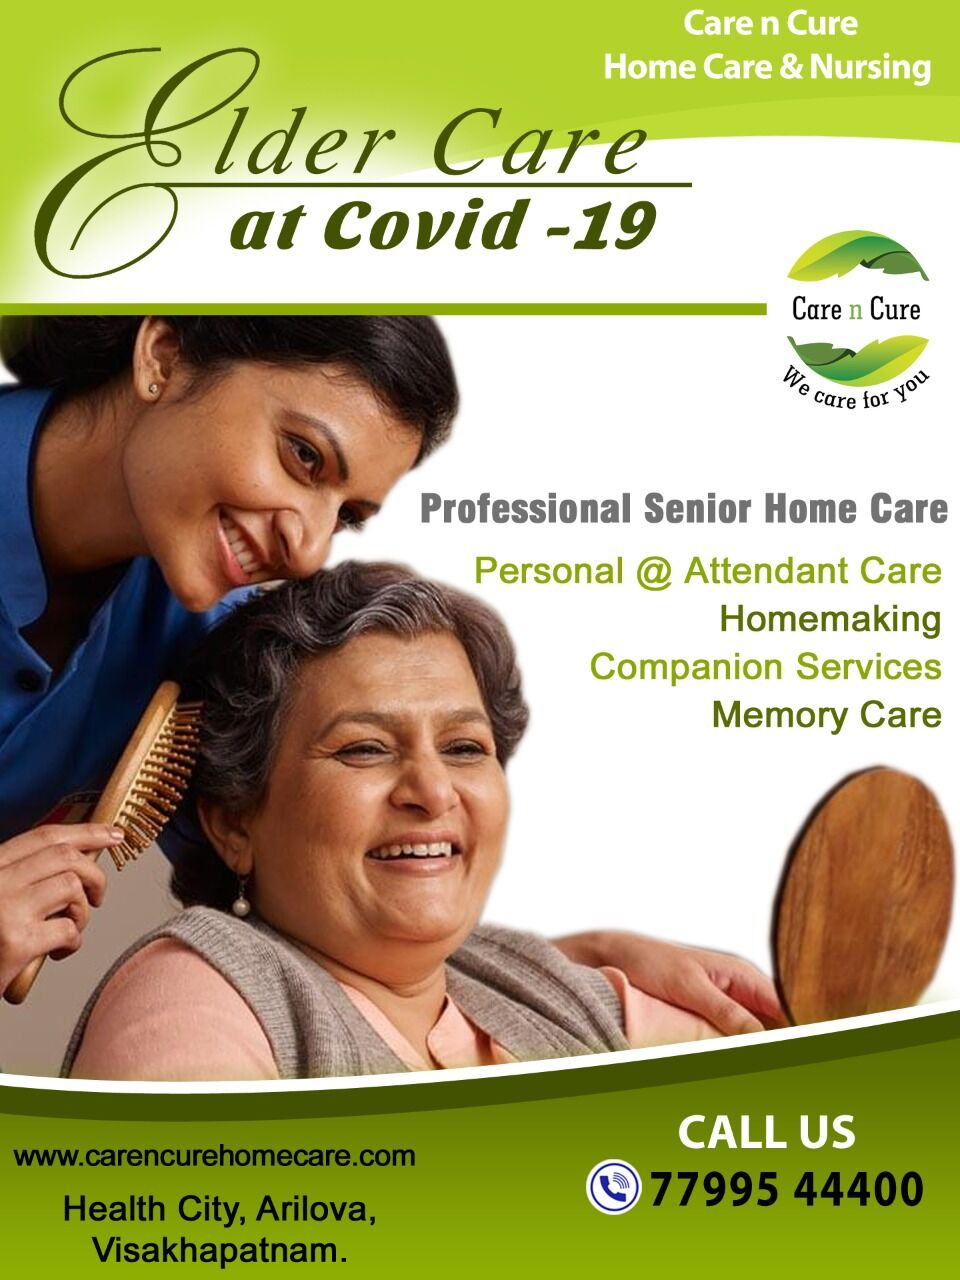 Care n Cure
Home Care & Nursing
Elder Care
at Covid -19
Care n Cure
We care for you
Professional Senior Home Care
Personal @ Attendant Care
Homemaking
Companion Services
Memory Care
CALL US
77995 44400
www.carencurehomecare.com
Health City, Arilova,
Visakhapatnam.